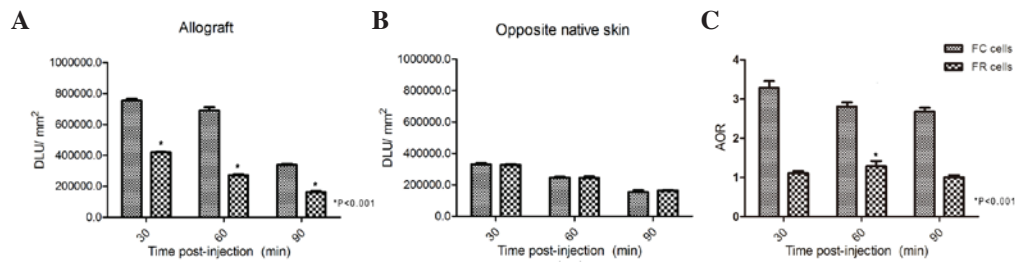 A
Allograft
DLU/ mm²
1000000.0
800000.0
600000.0
400000.0
200000.0
0.0
*
*
*
30
60
90
Time post-injection (min)
*P<0.001
B
Opposite native skin
DLU/ mm²
1000000.0
800000.0
600000.0
400000.0
200000.0
0.0
30
60
90
Time post-injection (min)
C
FC cells
FR cells
AOR
4
3
2
1
0
*
30
60
90
Time post-injection (min)
*P<0.001